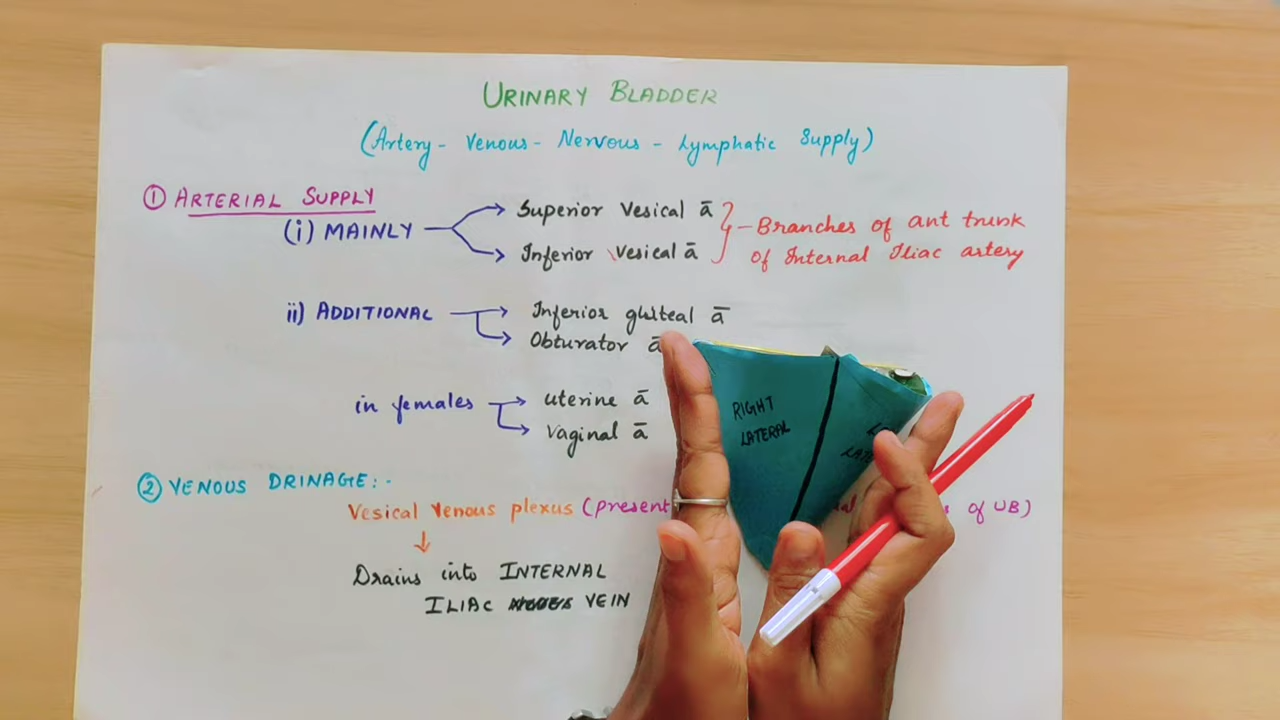 URINARY BLADDER
(Artery - Venous - Nervous - Lymphatic Supply)
① ARTERIAL SUPPLY
(i) MAINLY
Superior Vesical ā
Inferior Vesical ā
- Branches of ant trunk
of Internal Iliac artery
ii) ADDITIONAL
Inferior gluteal ā
Obturator ā
in females
uterine ā
vaginal ā
② VENOUS DRINAGE:-
Vesical venous plexus (present
of UB)
Drains into INTERNAL
ILIAC VEIN
RIGHT
LATERAL